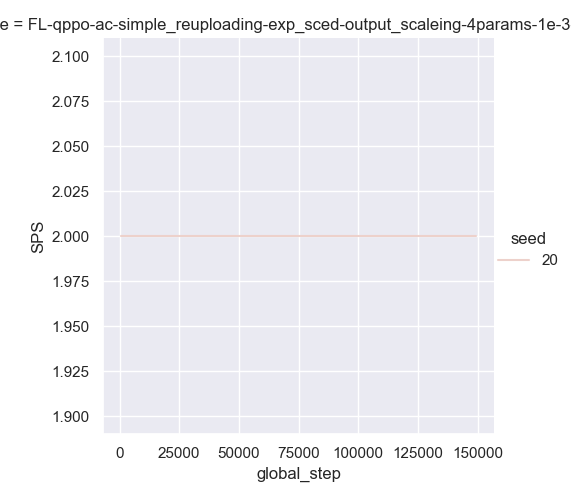 e = FL-qppo-ac-simple_reuploading-exp_sced-output_scaleing-4params-1e-3
2.100
2.075
2.050
2.025
2.000
1.975
1.950
1.925
1.900
SPS
seed
20
0 25000 50000 75000 100000 125000 150000
global_step